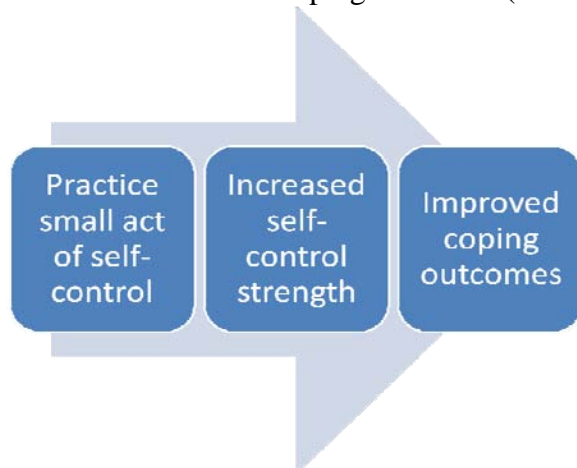 Practice
small act
of self-
control
Increased
self-
control
strength
Improved
coping
outcomes